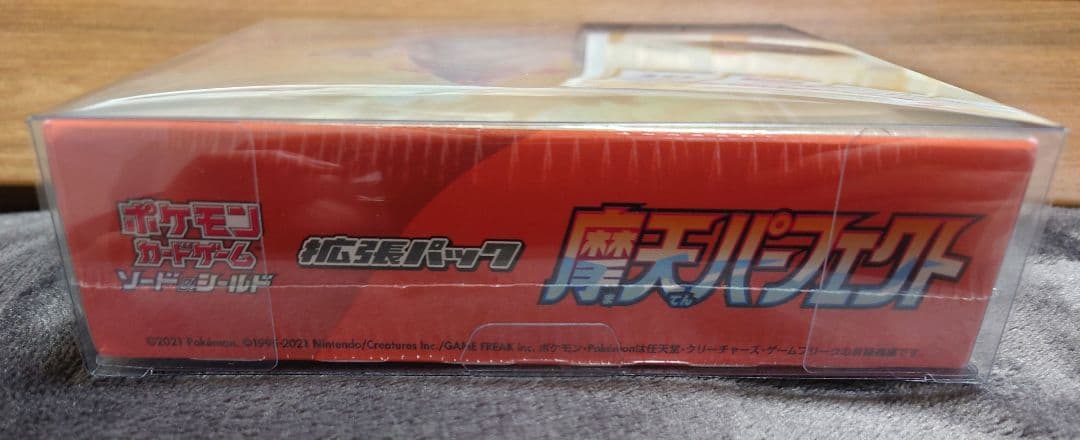 ポケモン
カードゲーム
ソード&シールド
拡張パック
摩天パーフェクト
ま てん
©2021 Pokémon. ©1995-2021 Nintendo/Creatures Inc./GAME FREAK inc. ポケモン・Pokémonは任天堂・クリーチャーズ・ゲームフリークの登録商標です。